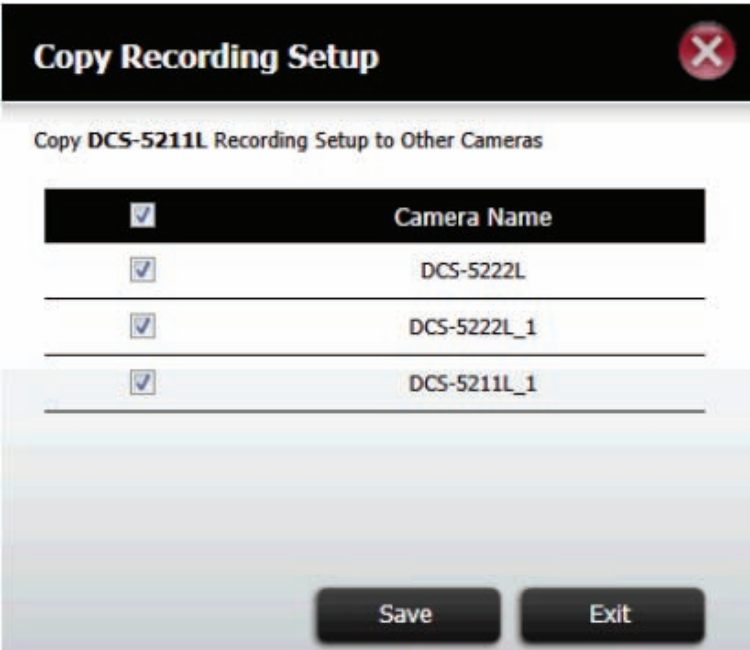 Copy Recording Setup
Copy DCS-5211L Recording Setup to Other Cameras
Camera Name
DCS-5222L
DCS-5222L_1
DCS-5211L_1
Save Exit